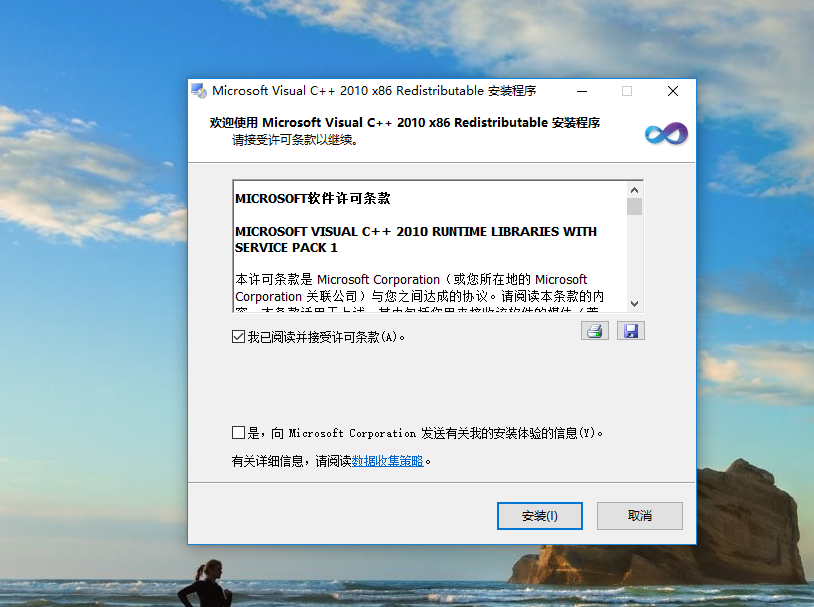 Microsoft Visual C++ 2010 x86 Redistributable 安装程序
欢迎使用 Microsoft Visual C++ 2010 x86 Redistributable 安装程序
请接受许可条款以继续。
MICROSOFT软件许可条款
MICROSOFT VISUAL C++ 2010 RUNTIME LIBRARIES WITH
SERVICE PACK 1
本许可条款是 Microsoft Corporation（或您所在地的 Microsoft
Corporation 关联公司）与您之间达成的协议。请阅读本条款的内
我已阅读并接受许可条款(A)。
是，向 Microsoft Corporation 发送有关我的安装体验的信息(Y)。
有关详细信息，请阅读数据收集策略。
安装(I)
取消